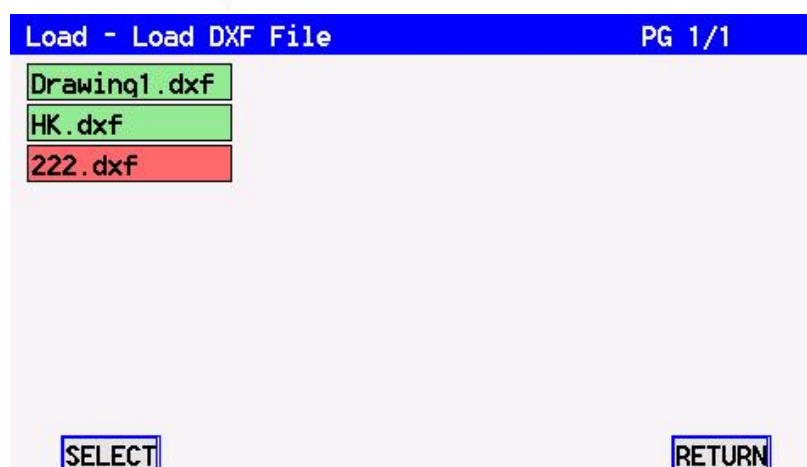 Load - Load DXF File PG 1/1
Drawing1.dxf
HK.dxf
222.dxf
SELECT RETURN